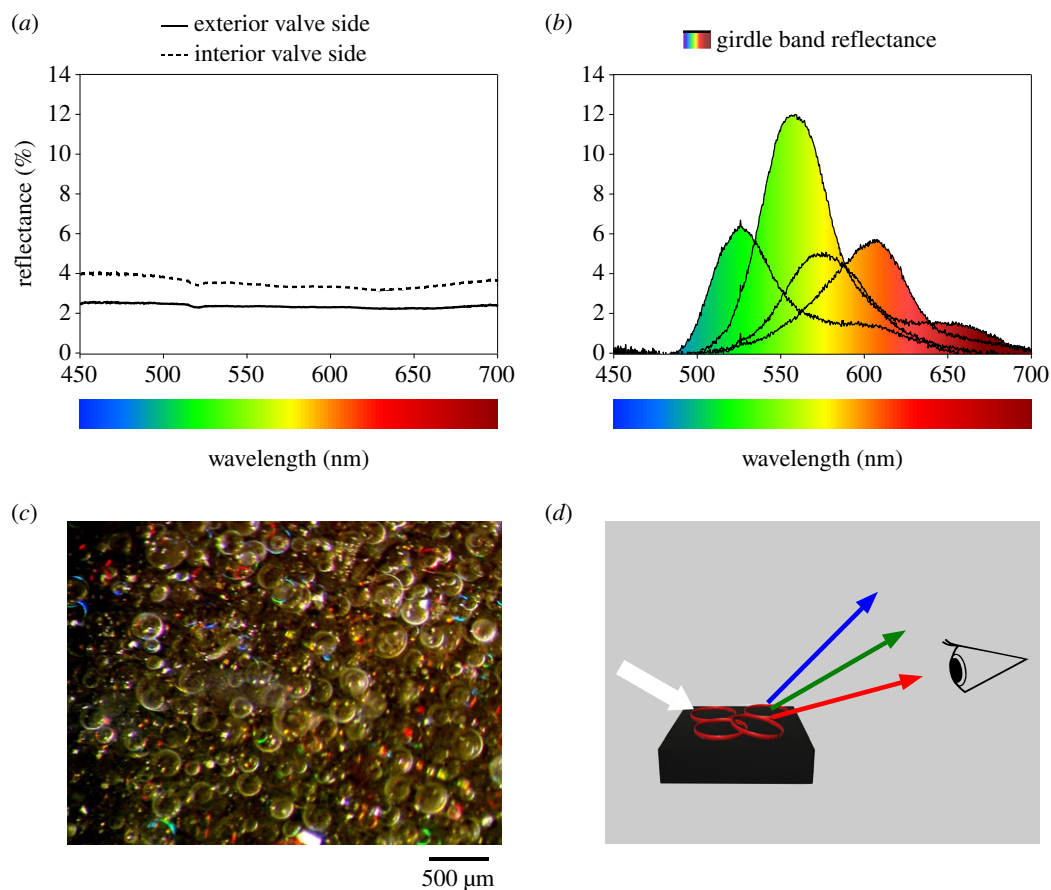 (a)
exterior valve side
interior valve side
14
12
10
8
6
4
2
0
reflectance (%)
450 500 550 600 650 700
wavelength (nm)
(b)
girdle band reflectance
14
12
10
8
6
4
2
0
450 500 550 600 650 700
wavelength (nm)
(c)
500 µm
(d)